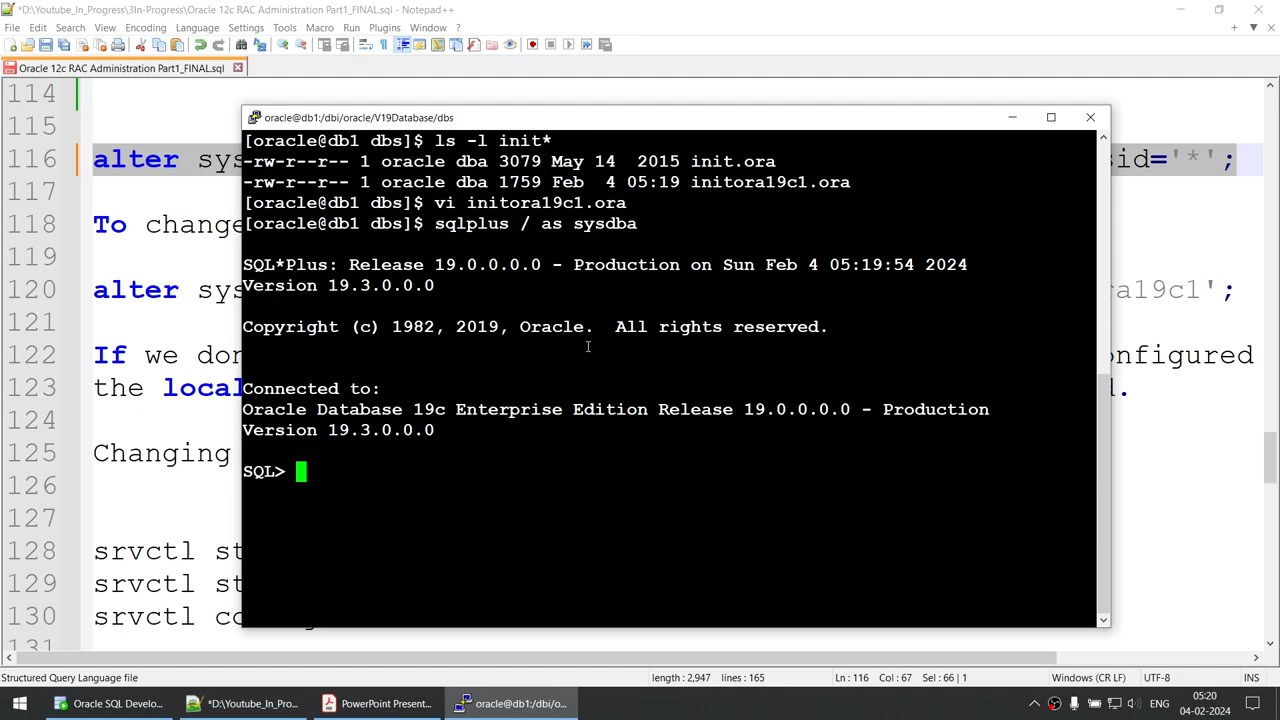 *D:\Youtube_In_Progress\3In-Progress\Oracle 12c RAC Administration Part1_FINAL.sql - Notepad++
File Edit Search View Encoding Language Settings Tools Macro Run Plugins Window ?
Oracle 12c RAC Administration Part1_FINAL.sql
114
115
116 alter sys sid='*';
117
118 To change
119
120 alter sys ra19c1';
121
122 If we don onfigured
123 the local d.
124
125 Changing
126
127
128 srvctl st
129 srvctl st
130 srvctl co
131
oracle@db1:/dbi/oracle/V19Database/dbs
[oracle@db1 dbs]$ ls -l init*
-rw-r--r-- 1 oracle dba 3079 May 14  2015 init.ora
-rw-r--r-- 1 oracle dba 1759 Feb  4 05:19 initora19c1.ora
[oracle@db1 dbs]$ vi initora19c1.ora
[oracle@db1 dbs]$ sqlplus / as sysdba
SQL*Plus: Release 19.0.0.0.0 - Production on Sun Feb 4 05:19:54 2024
Version 19.3.0.0.0
Copyright (c) 1982, 2019, Oracle.  All rights reserved.
Connected to:
Oracle Database 19c Enterprise Edition Release 19.0.0.0.0 - Production
Version 19.3.0.0.0
SQL>
Structured Query Language file length : 2,947 lines : 165 Ln : 116 Col : 67 Sel : 66 | 1 Windows (CR LF) UTF-8 INS
Oracle SQL Develo... *D:\Youtube_In_Pro... PowerPoint Present... oracle@db1:/dbi/o... ENG 05:20
04-02-2024